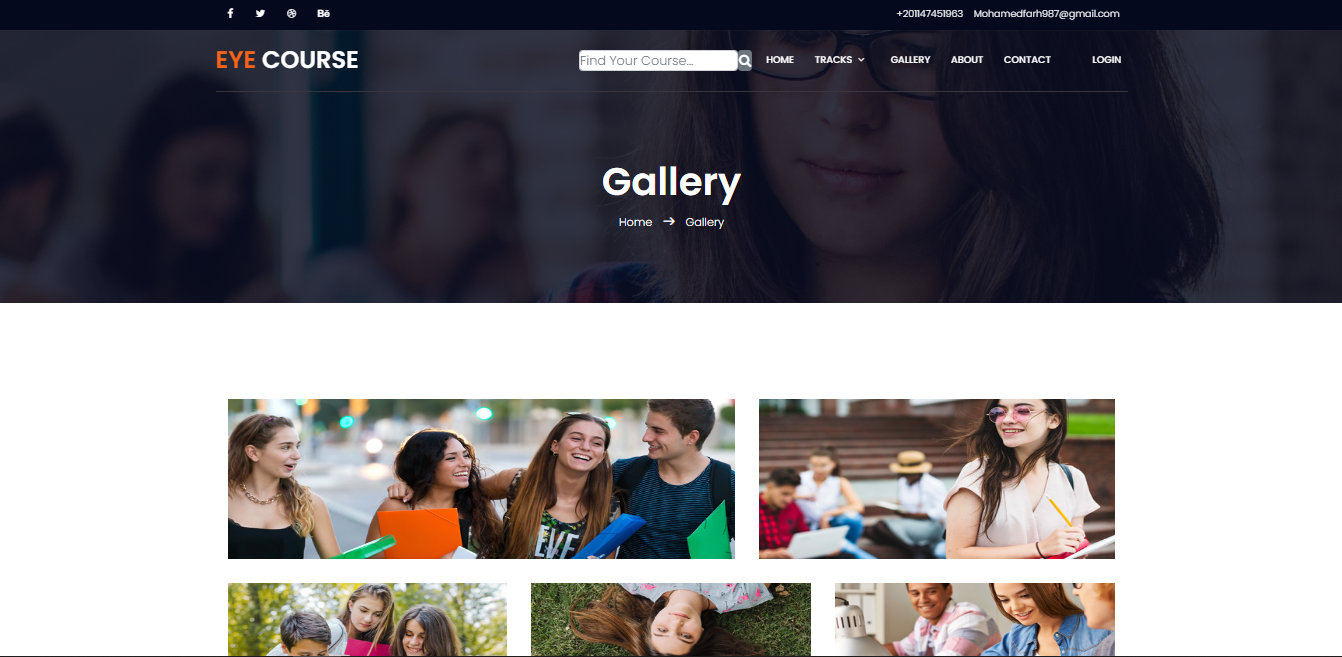 Bē +201147451963 Mohamedfarh987@gmail.com
EYE COURSE Find Your Course... HOME TRACKS GALLERY ABOUT CONTACT LOGIN
Gallery
Home → Gallery
EVE